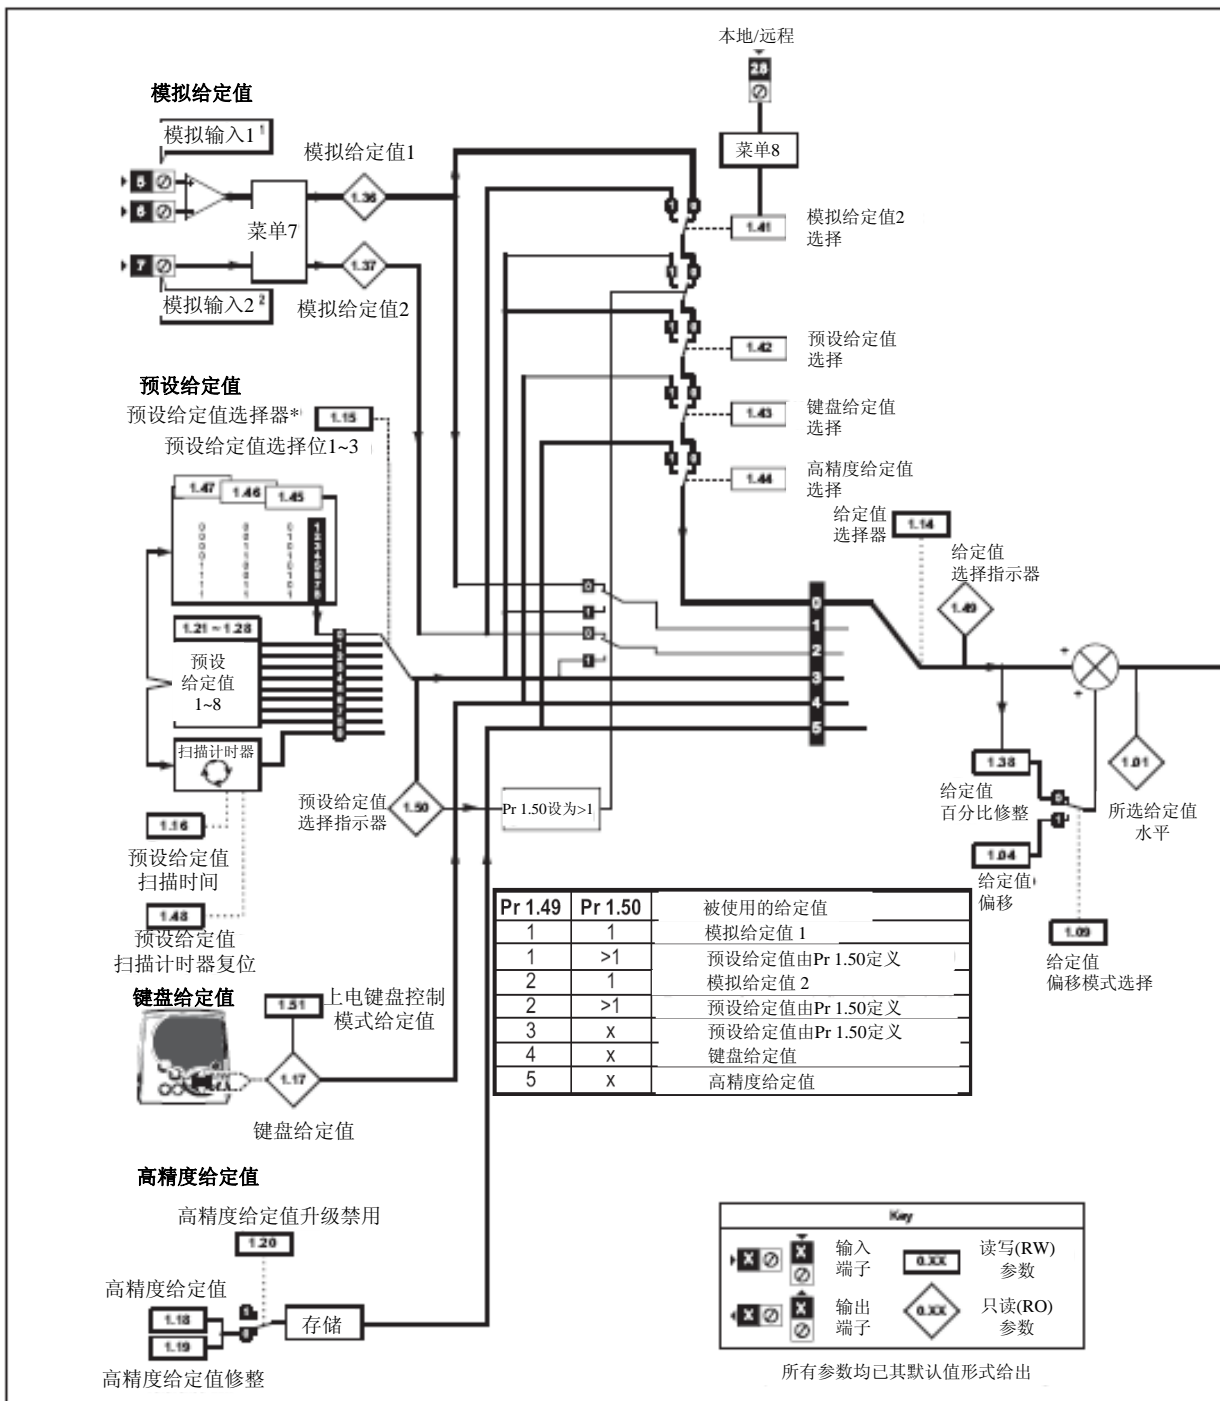 本地/远程
28
模拟给定值
模拟输入1 1
模拟给定值1
菜单8
5
1.36
6
菜单7
模拟给定值2
选择
1.41
1.37
7
模拟输入2 2
模拟给定值2
1.42
预设给定值
选择
预设给定值
预设给定值选择器*
1.15
1.43
键盘给定值
选择
预设给定值选择位1~3
1.44
高精度给定值
选择
1.47
1.46
1.45
给定值
选择器
1.14
给定值
选择指示器
1.49
0
1
2
3
4
5
0
1
0
1
1.21 ~ 1.28
预设
给定值
1~8
扫描计时器
预设给定值
选择指示器
1.50
Pr 1.50设为>1
1.38
给定值
百分比修整
1.01
所选给定值
水平
0
1
1.04
给定值
偏移
1.09
给定值
偏移模式选择
1.16
预设给定值
扫描时间
1.48
预设给定值
扫描计时器复位
Pr 1.49 Pr 1.50 被使用的给定值
1 1 模拟给定值 1
1 >1 预设给定值由Pr 1.50定义
2 1 模拟给定值 2
2 >1 预设给定值由Pr 1.50定义
3 x 预设给定值由Pr 1.50定义
4 x 键盘给定值
5 x 高精度给定值
键盘给定值
1.51
上电键盘控制
模式给定值
1.17
键盘给定值
高精度给定值
高精度给定值升级禁用
1.20
高精度给定值
1.18
1.19
存储
高精度给定值修整
Key
X
X
输入
端子
0.XX
读写(RW)
参数
X
X
输出
端子
0.XX
只读(RO)
参数
所有参数均已其默认值形式给出